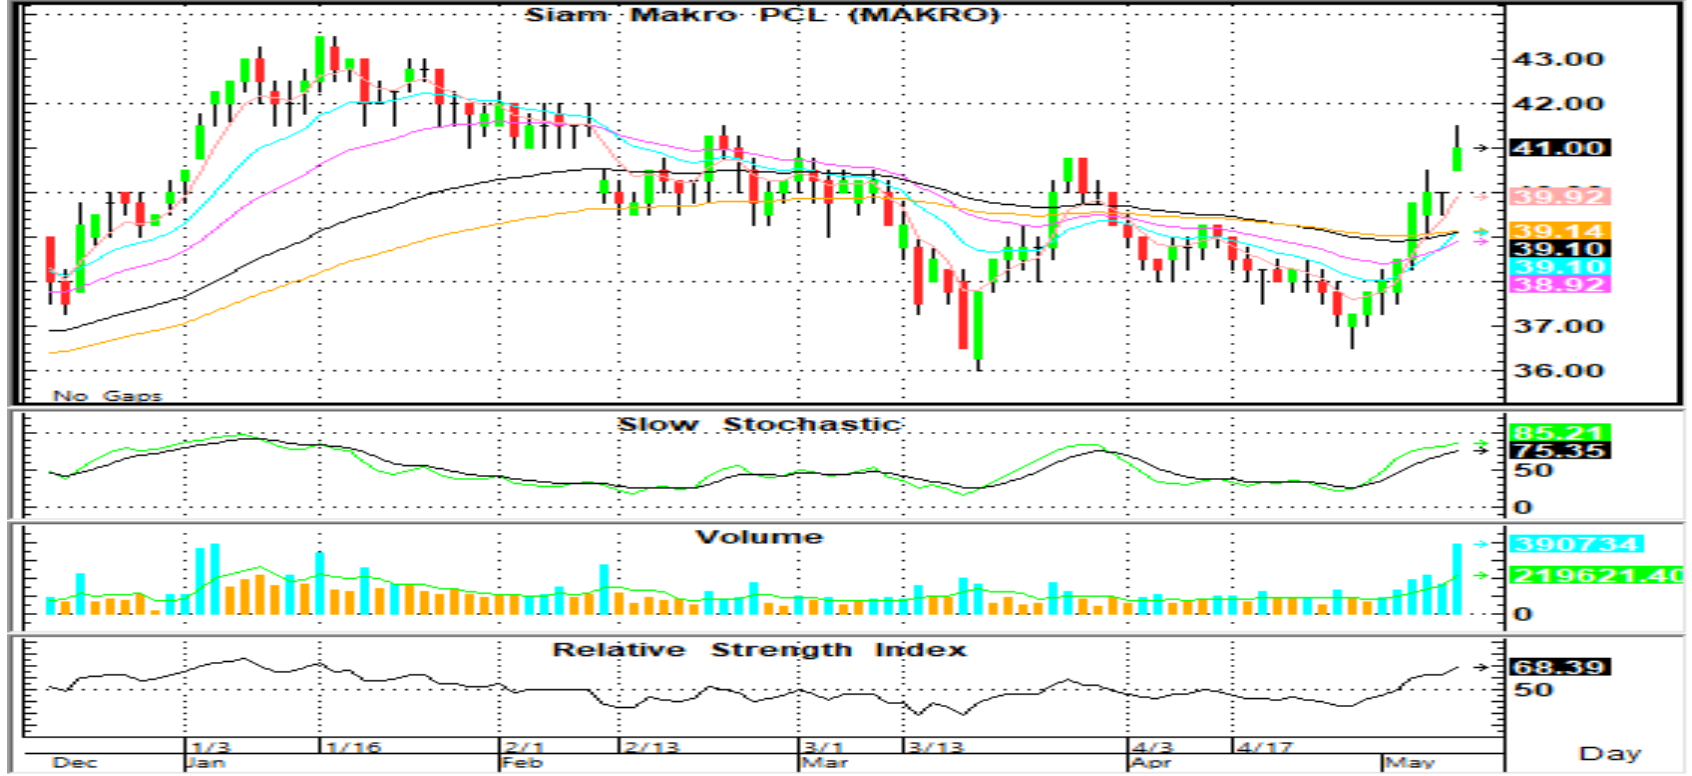 Siam Makro PCL (MAKRO)
43.00
42.00
41.00
39.92
39.14
39.10
39.10
38.92
37.00
36.00
No Gaps
Slow Stochastic
85.21
75.35
50
0
Volume
390734
219621.40
0
Relative Strength Index
68.39
50
1/3 1/16 2/1 2/13 3/1 3/13 4/3 4/17
Dec Jan Feb Mar Apr May
Day